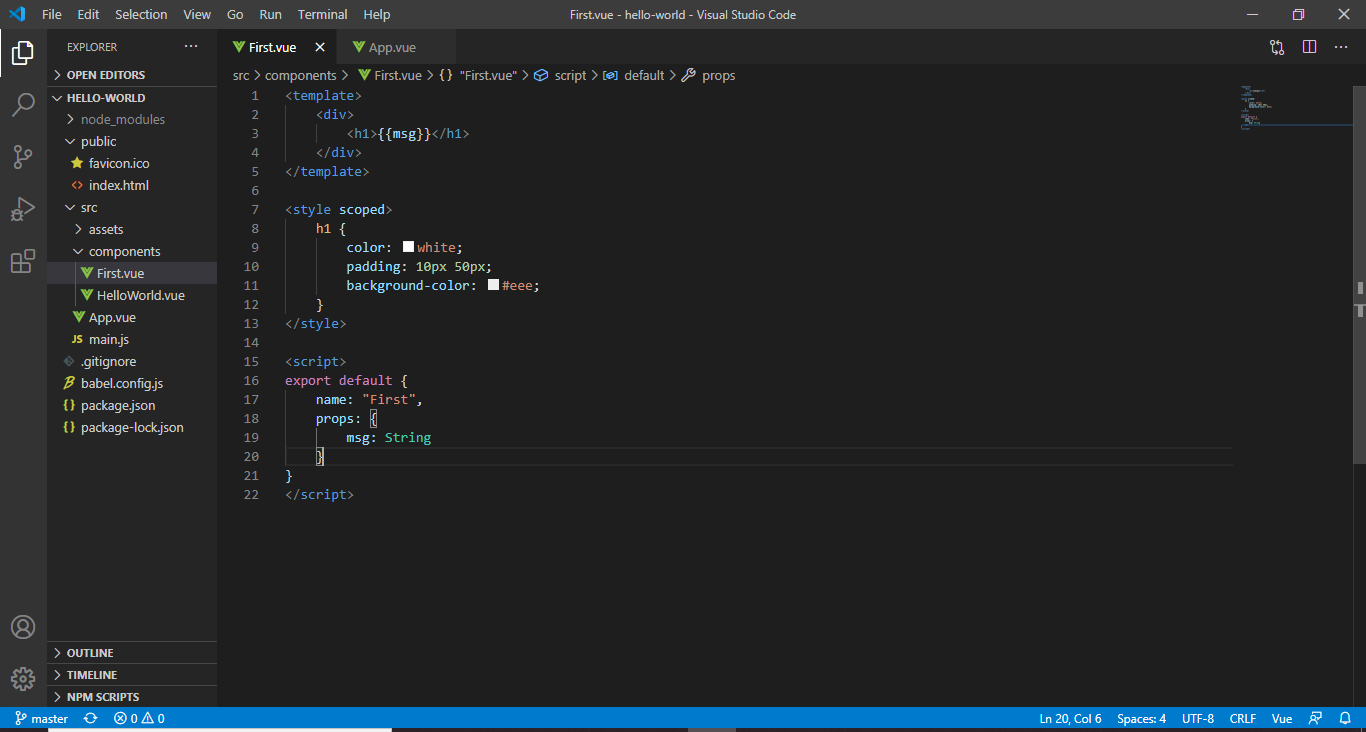 File Edit Selection View Go Run Terminal Help First.vue - hello-world - Visual Studio Code
EXPLORER
OPEN EDITORS
HELLO-WORLD
node_modules
public
favicon.ico
index.html
src
assets
components
First.vue
HelloWorld.vue
App.vue
JS main.js
.gitignore
babel.config.js
{} package.json
{} package-lock.json
OUTLINE
TIMELINE
NPM SCRIPTS
First.vue App.vue
src > components > First.vue > {} "First.vue" > script > default > props
1 <template>
2 <div>
3 <h1>{{msg}}</h1>
4 </div>
5 </template>
6
7 <style scoped>
8 h1 {
9 color: white;
10 padding: 10px 50px;
11 background-color: #eee;
12 }
13 </style>
14
15 <script>
16 export default {
17 name: "First",
18 props: {
19 msg: String
20 }
21 }
22 </script>
master 0 0 Ln 20, Col 6 Spaces: 4 UTF-8 CRLF Vue